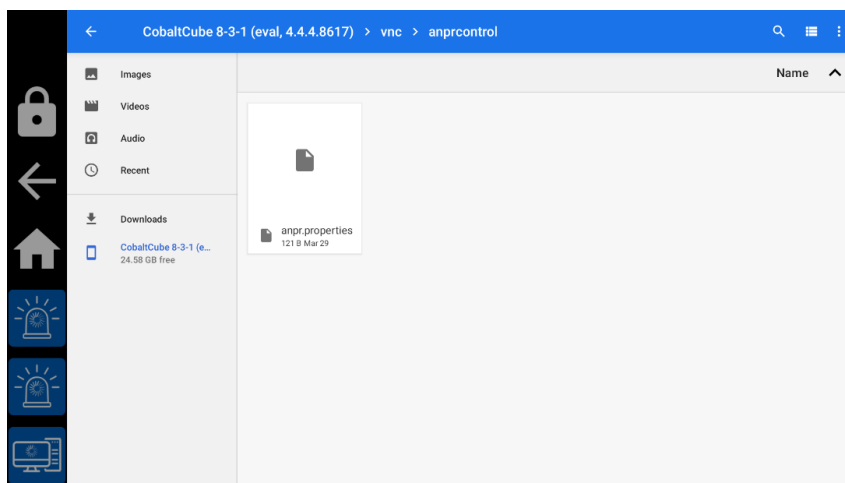 CobaltCube 8-3-1 (eval, 4.4.4.8617) > vnc > anprcontrol
Images
Name
Videos
Audio
Recent
Downloads
CobaltCube 8-3-1 (e...
24.58 GB free
anpr.properties
121 B Mar 29